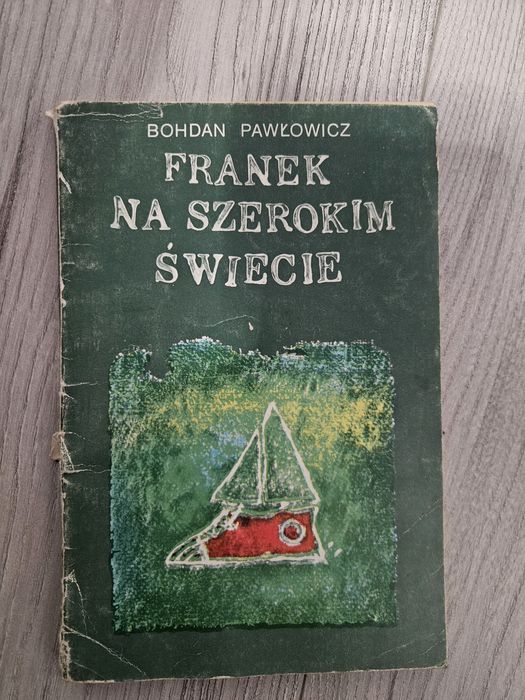 BOHDAN PAWŁOWICZ
FRANEK
NA SZEROKIM
ŚWIECIE